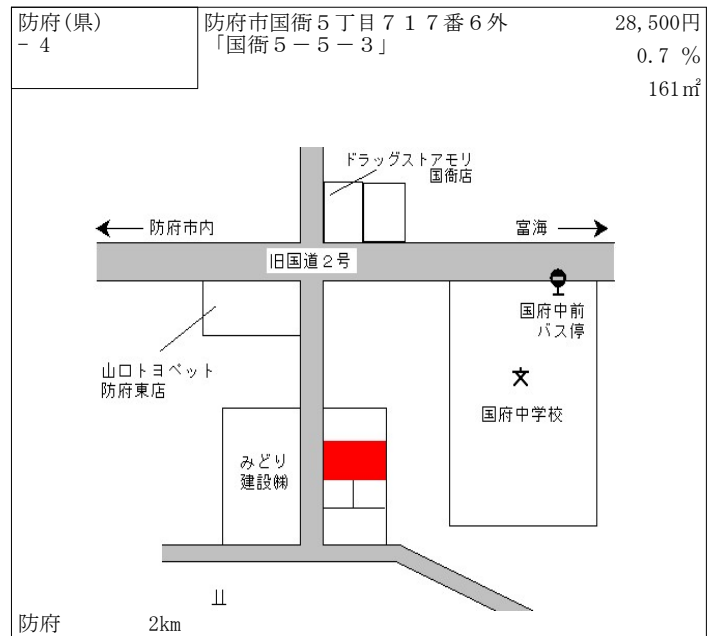 防府(県)
- 4
防府市国衙５丁目７１７番６外
「国衙５－５－３」
28,500円
0.7 %
161㎡
ドラッグストアモリ
国衙店
防府市内
富海
旧国道２号
国府中前
バス停
山口トヨペット
防府東店
文
国府中学校
みどり
建設㈱
防府 2km